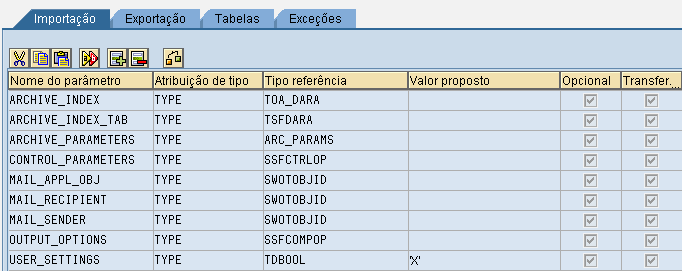 Importação Exportação Tabelas Exceções
Nome do parâmetro Atribuição de tipo Tipo referência Valor proposto Opcional Transfer...
ARCHIVE_INDEX TYPE TOA_DARA
ARCHIVE_INDEX_TAB TYPE TSFDARA
ARCHIVE_PARAMETERS TYPE ARC_PARAMS
CONTROL_PARAMETERS TYPE SSFCTRLOP
MAIL_APPL_OBJ TYPE SWOTOBJID
MAIL_RECIPIENT TYPE SWOTOBJID
MAIL_SENDER TYPE SWOTOBJID
OUTPUT_OPTIONS TYPE SSFCOMPOP
USER_SETTINGS TYPE TDBOOL 'X'